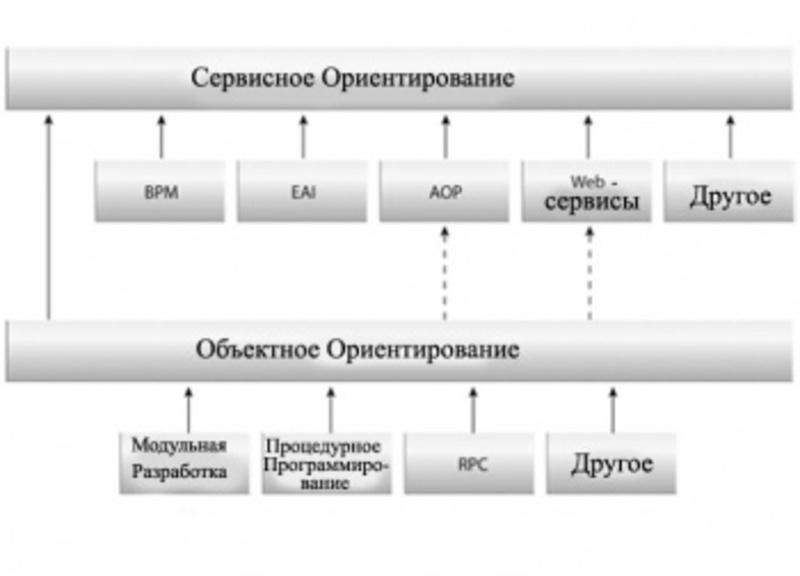 Сервисное Ориентирование
BPM
EAI
AOP
Web -
сервисы
Другое
Объектное Ориентирование
Модульная
Разработка
Процедурное
Программиро-
вание
RPC
Другое